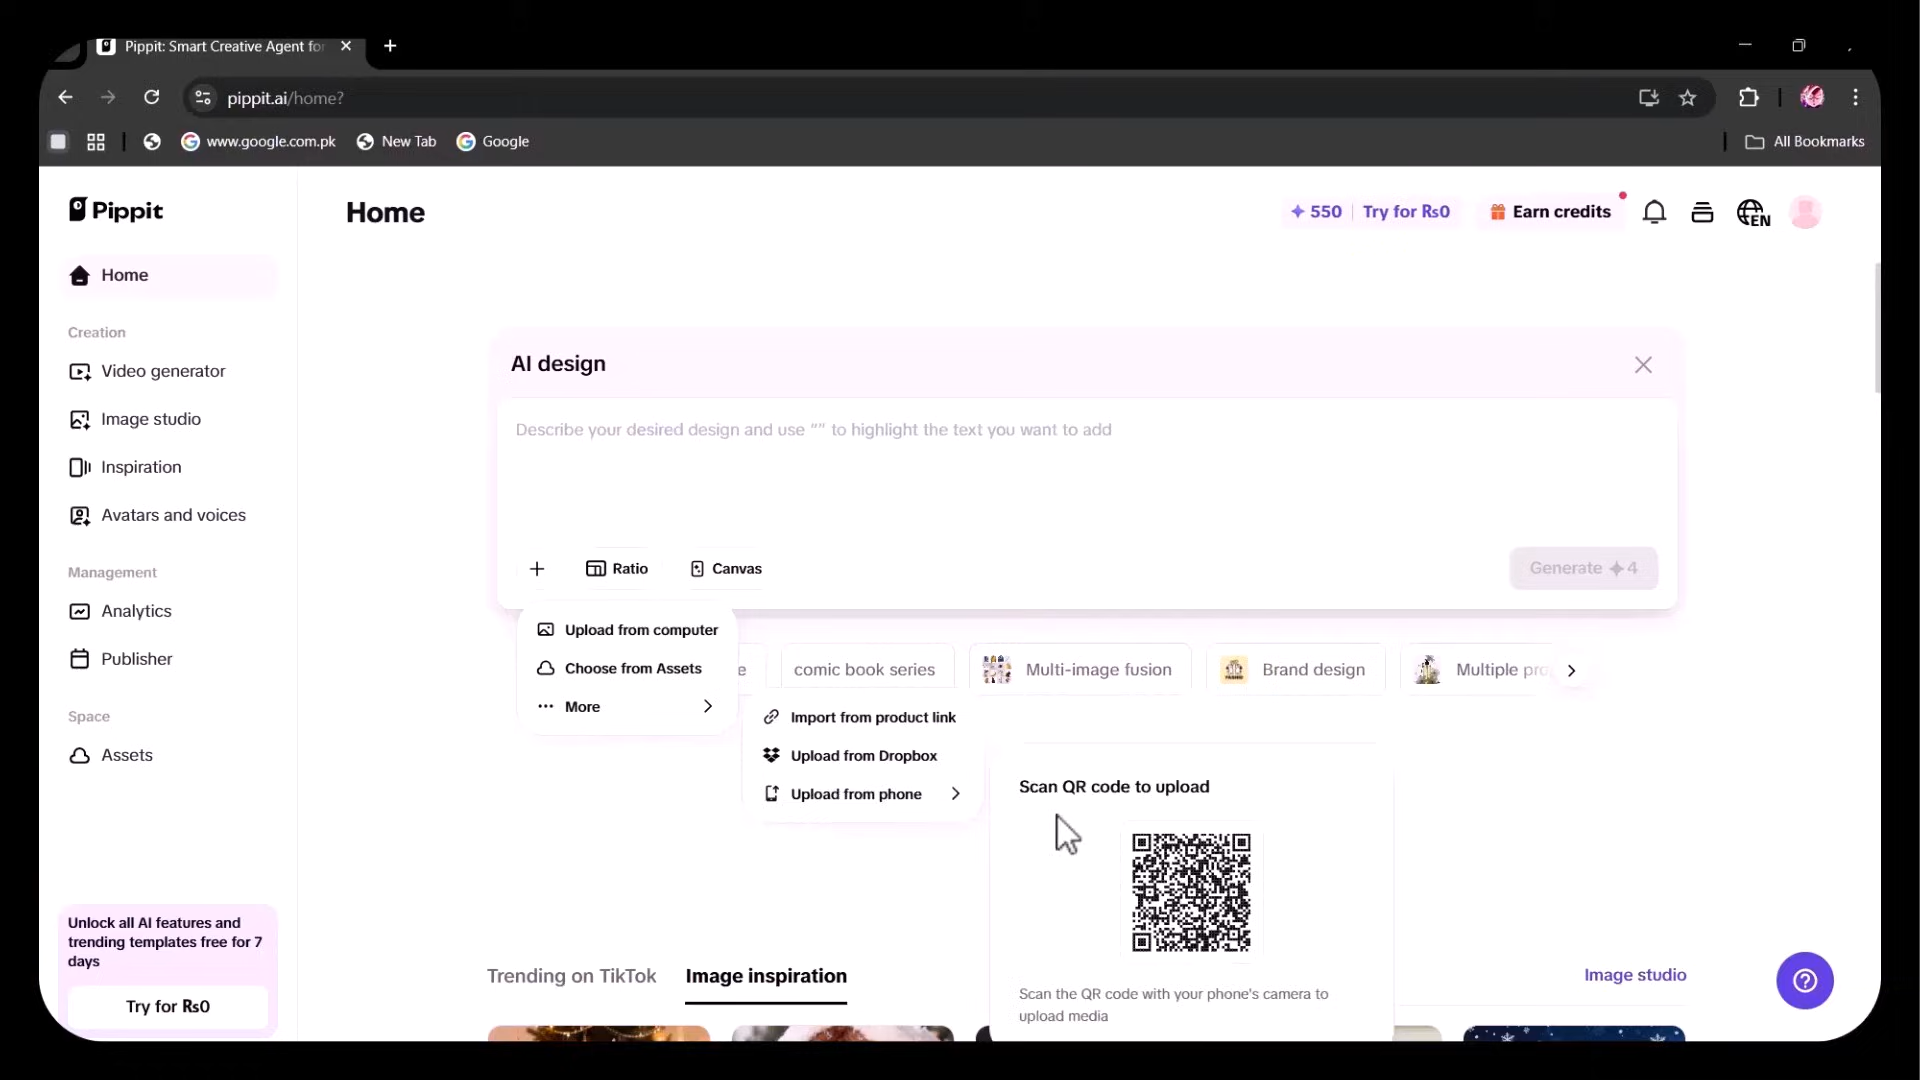 Pippit: Smart Creative Agent for
pippit.ai/home?
www.google.com.pk
New Tab
Google
All Bookmarks
Pippit
Home
550
Try for Rs0
Earn credits
EN
Home
Creation
Video generator
Image studio
Inspiration
Avatars and voices
Management
Analytics
Publisher
Space
Assets
Unlock all AI features and
trending templates free for 7
days
Try for Rs0
AI design
Describe your desired design and use “” to highlight the text you want to add
Ratio
Canvas
Generate 4
Upload from computer
Choose from Assets
More
comic book series
Multi-image fusion
Brand design
Multiple pro
Import from product link
Upload from Dropbox
Upload from phone
Scan QR code to upload
Scan the QR code with your phone's camera to
upload media
Trending on TikTok
Image inspiration
Image studio